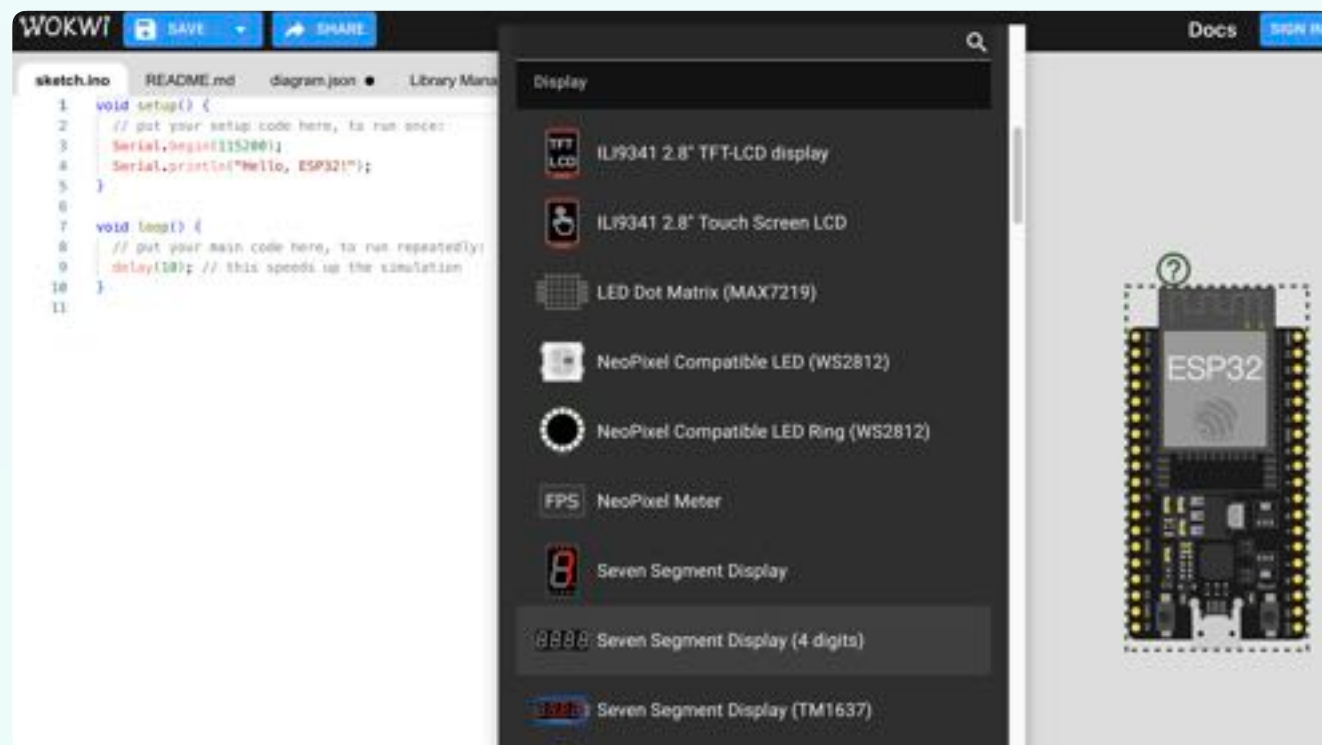 WOKWI SAVE SHARE Docs SIGN IN
sketch.ino README.md diagram.json Library Mana
1 void setup() {
2 // put your setup code here, to run once:
3 Serial.begin(115200);
4 Serial.println("Hello, ESP32!");
5 }
6
7 void loop() {
8 // put your main code here, to run repeatedly:
9 delay(10); // this speeds up the simulation
10 }
11
Display
TFT LCD
ILI9341 2.8" TFT-LCD display
ILI9341 2.8" Touch Screen LCD
LED Dot Matrix (MAX7219)
NeoPixel Compatible LED (WS2812)
NeoPixel Compatible LED Ring (WS2812)
FPS NeoPixel Meter
Seven Segment Display
Seven Segment Display (4 digits)
Seven Segment Display (TM1637)
?
ESP32